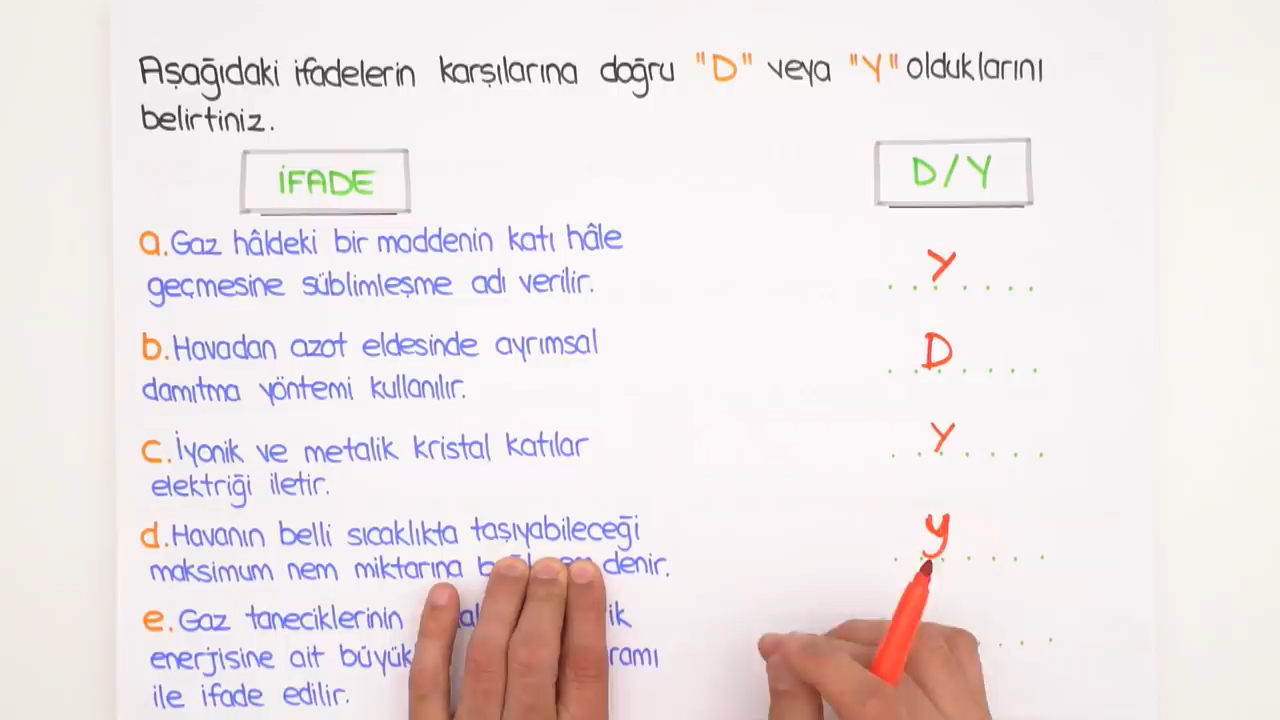 Aşağıdaki ifadelerin karşılarına doğru "D" veya "Y" olduklarını
belirtiniz.
İFADE
D/Y
a. Gaz hâldeki bir maddenin katı hâle
geçmesine süblimleşme adı verilir.
Y
b. Havadan azot eldesinde ayrımsal
damıtma yöntemi kullanılır.
D
c. İyonik ve metalik kristal katılar
elektriği iletir.
Y
d. Havanın belli sıcaklıkta taşıyabileceği
maksimum nem miktarına denir.
y
e. Gaz taneciklerinin
enerjisine ait
ile ifade edilir.